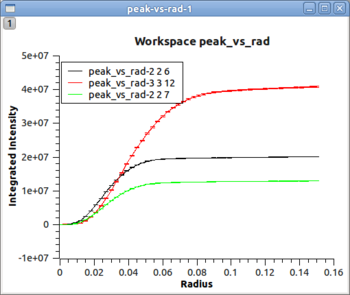 peak-vs-rad-1
1
Workspace peak_vs_rad
5e+07
4e+07
3e+07
2e+07
1e+07
0
-1e+07
Integrated Intensity
peak_vs_rad-2 2 6
peak_vs_rad-3 3 12
peak_vs_rad-2 2 7
0 0.02 0.04 0.06 0.08 0.1 0.12 0.14 0.16
Radius